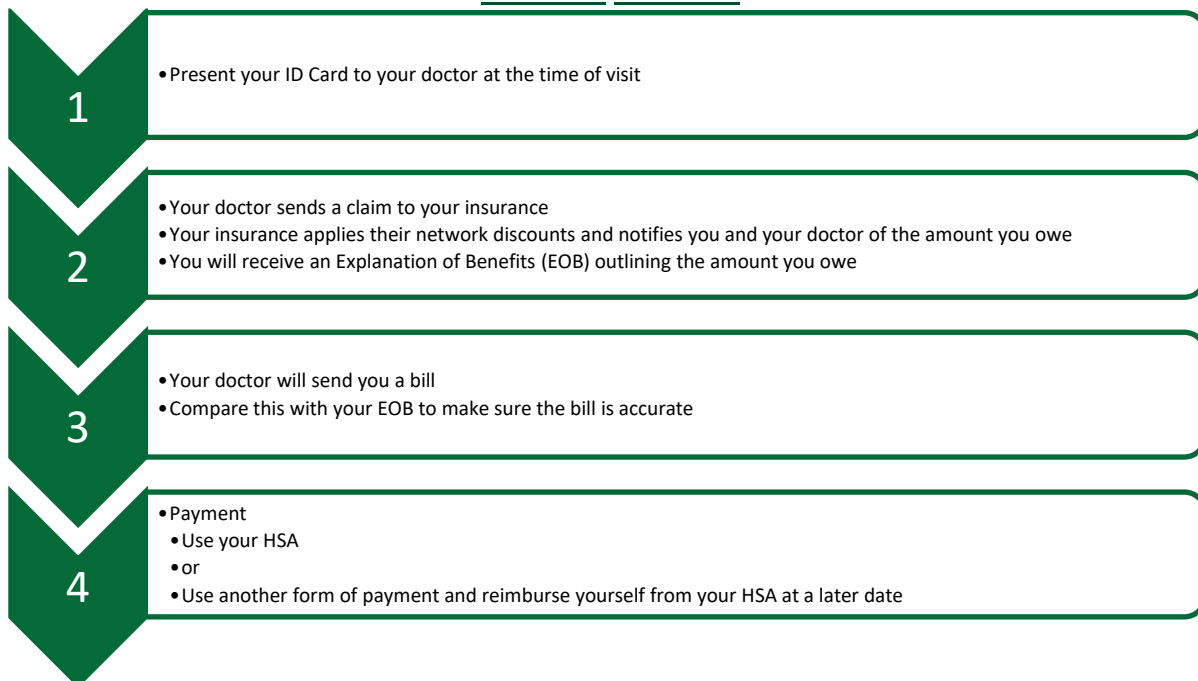 1
•Present your ID Card to your doctor at the time of visit
2
•Your doctor sends a claim to your insurance
•Your insurance applies their network discounts and notifies you and your doctor of the amount you owe
•You will receive an Explanation of Benefits (EOB) outlining the amount you owe
3
•Your doctor will send you a bill
•Compare this with your EOB to make sure the bill is accurate
4
•Payment
•Use your HSA
•or
•Use another form of payment and reimburse yourself from your HSA at a later date